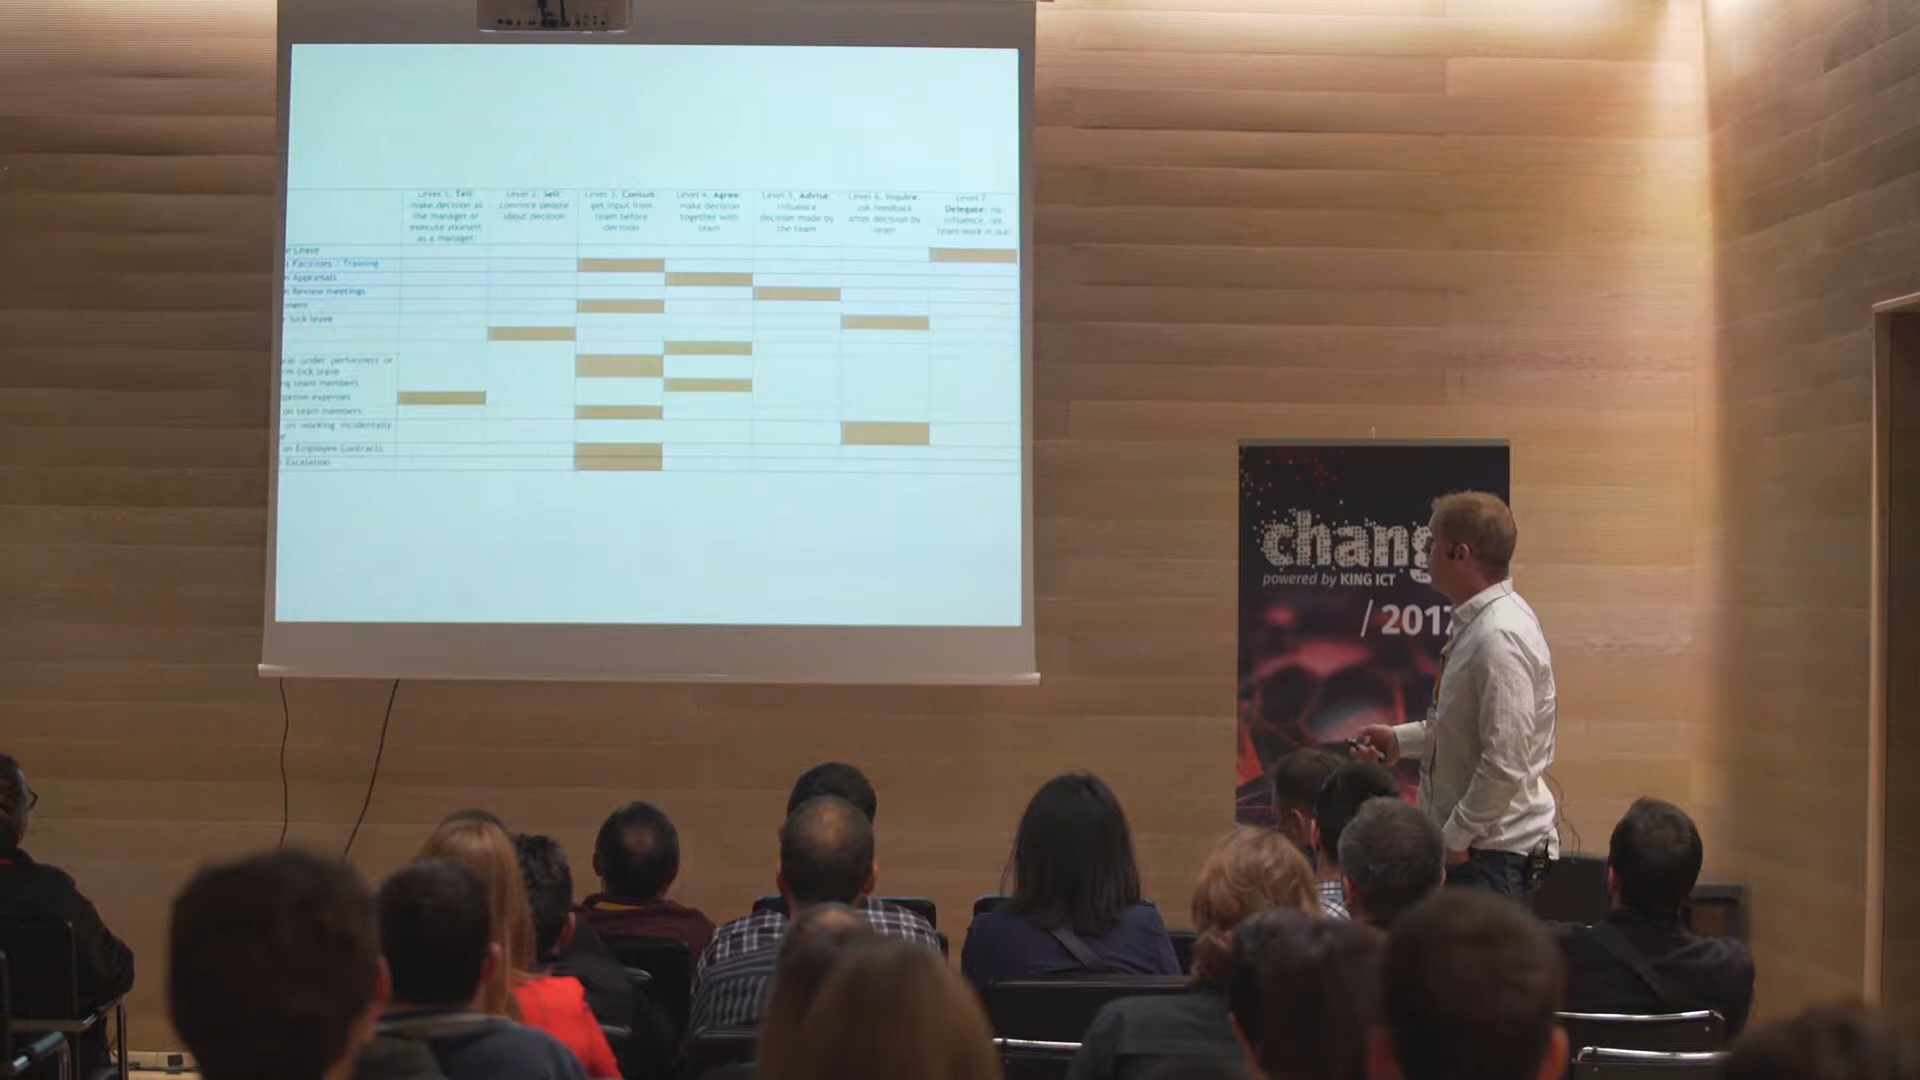 Level 1, Tell: Level 2, Sell: Level 3, Consult: Level 4, Agree: Level 5, Advise: Level 6, Inquire: Level 7
make decision as convince people get input from make decision influence ask feedback Delegate: no
the manager or about decision team before together with decision made by after decision by influence, let
execute yourself decision team the team team team work it out
as a manager
Leave
Facilities / Training
Appraisals
Review meetings
sick leave
under performers or
sick leave
team members
expenses
on team members
on working incidentally
on Employee Contracts
Escalation
chang
powered by KING ICT
/ 2017